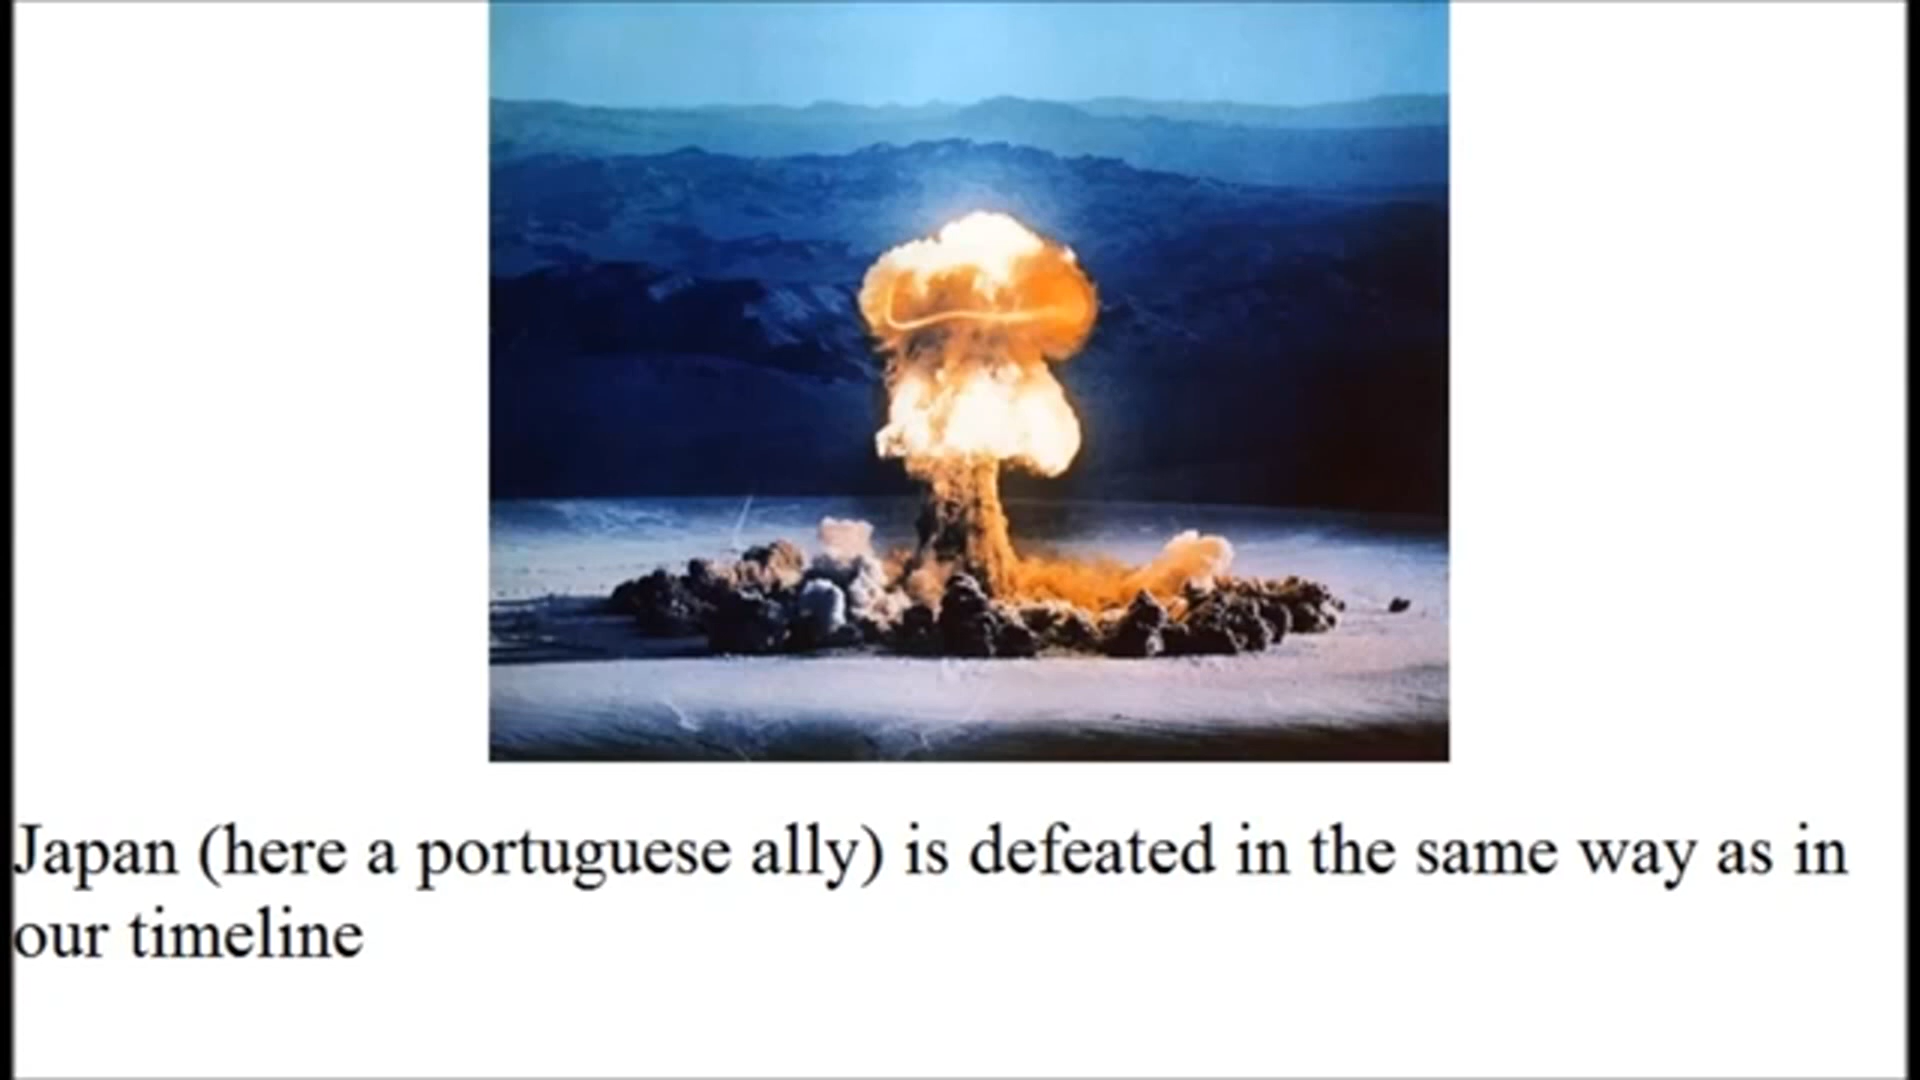 Japan (here a portuguese ally) is defeated in the same way as in
our timeline